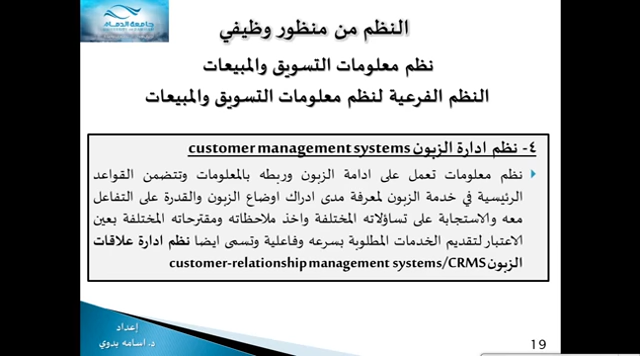 جامعة الدمام
النظم من منظور وظيفي
نظم معلومات التسويق والمبيعات
النظم الفرعية لنظم معلومات التسويق والمبيعات
٤- نظم ادارة الزبون customer management systems
نظم معلومات تعمل على ادامة الزبون وربطه بالمعلومات وتتضمن القواعد
الرئيسية في خدمة الزبون لمعرفة مدى ادراك اوضاع الزبون والقدرة على التفاعل
معه والاستجابة على تساؤلاته المختلفة واخذ ملاحظاته ومقترحاته المختلفة بعين
الاعتبار لتقديم الخدمات المطلوبة بسرعه وفاعلية وتسمى ايضا نظم ادارة علاقات
الزبون customer-relationship management systems/CRMS
إعداد
د. اسامه بدوي
19